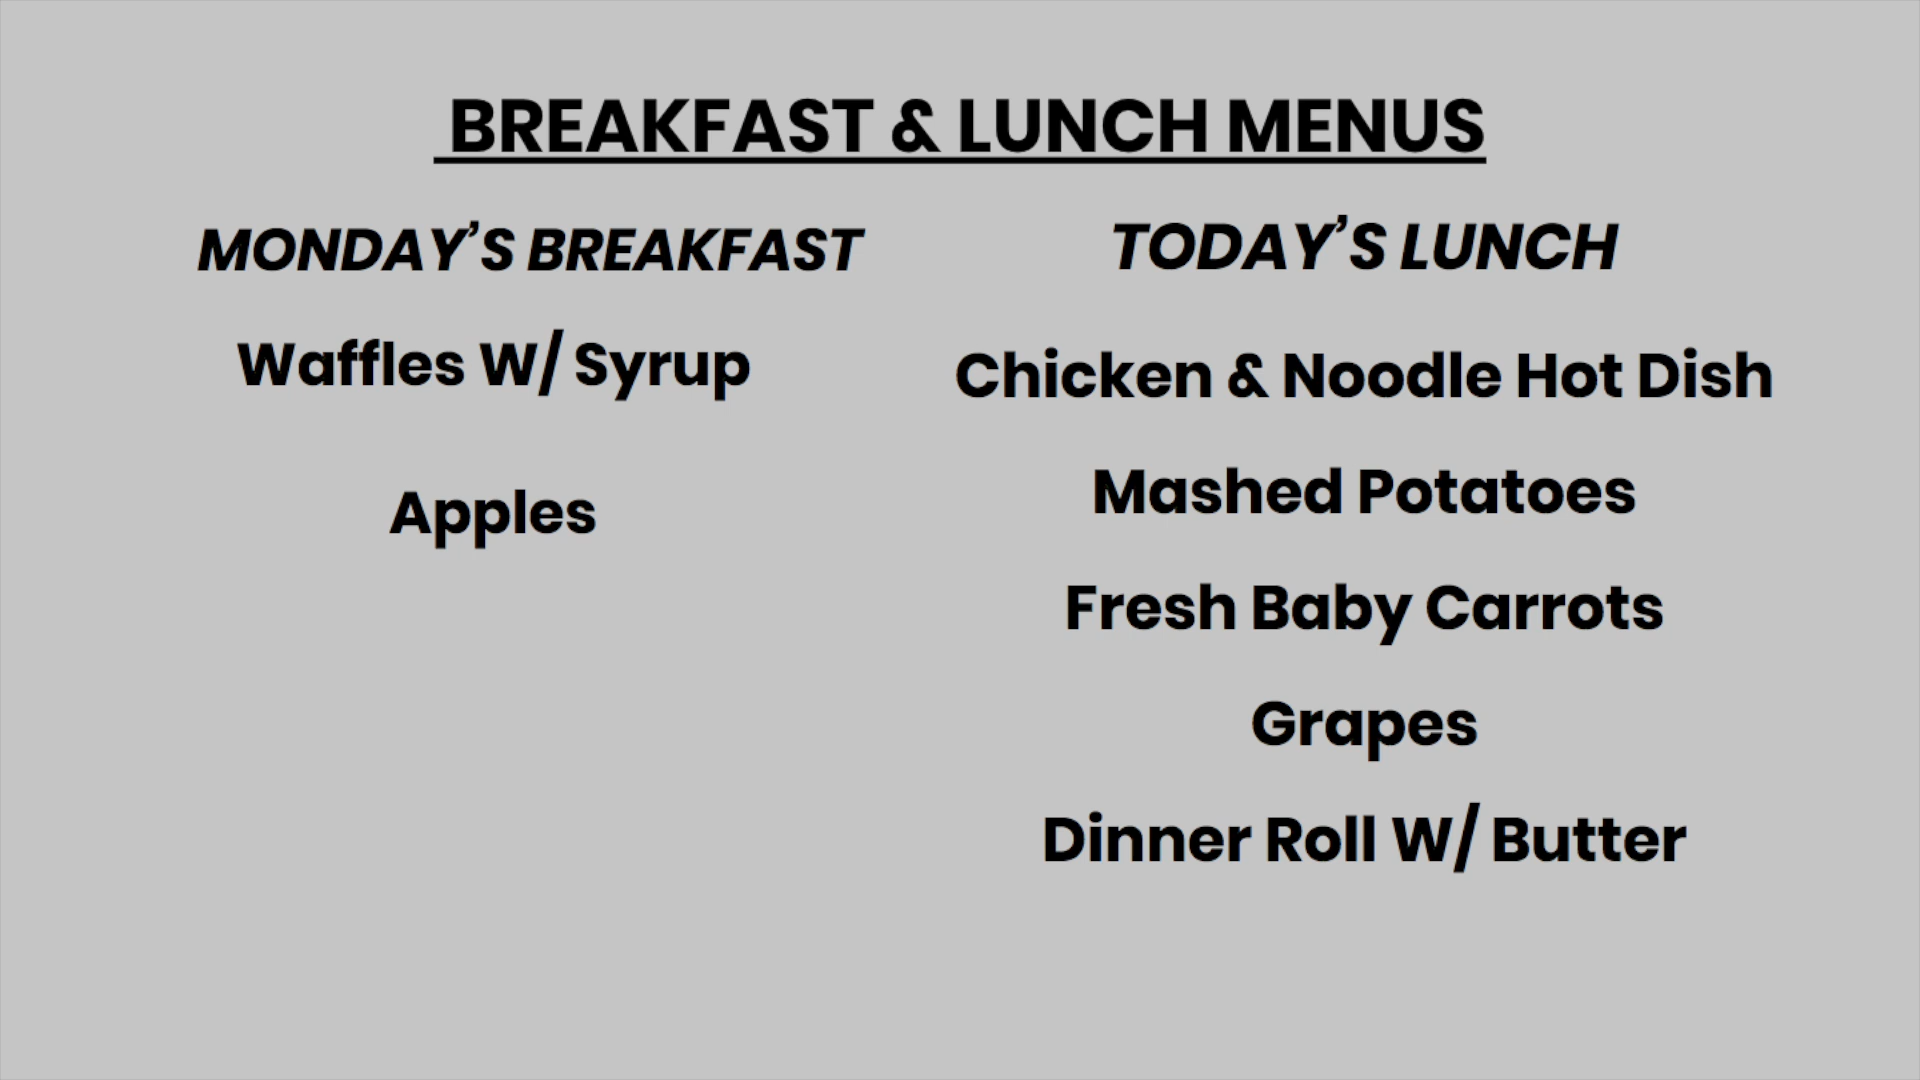 BREAKFAST & LUNCH MENUS
MONDAY’S BREAKFAST
Waffles W/ Syrup
Apples
TODAY’S LUNCH
Chicken & Noodle Hot Dish
Mashed Potatoes
Fresh Baby Carrots
Grapes
Dinner Roll W/ Butter